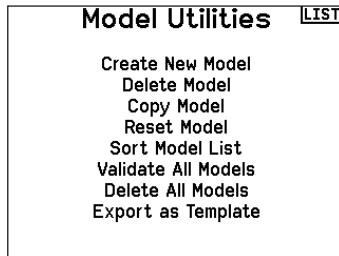 Model Utilities LIST
Create New Model
Delete Model
Copy Model
Reset Model
Sort Model List
Validate All Models
Delete All Models
Export as Template